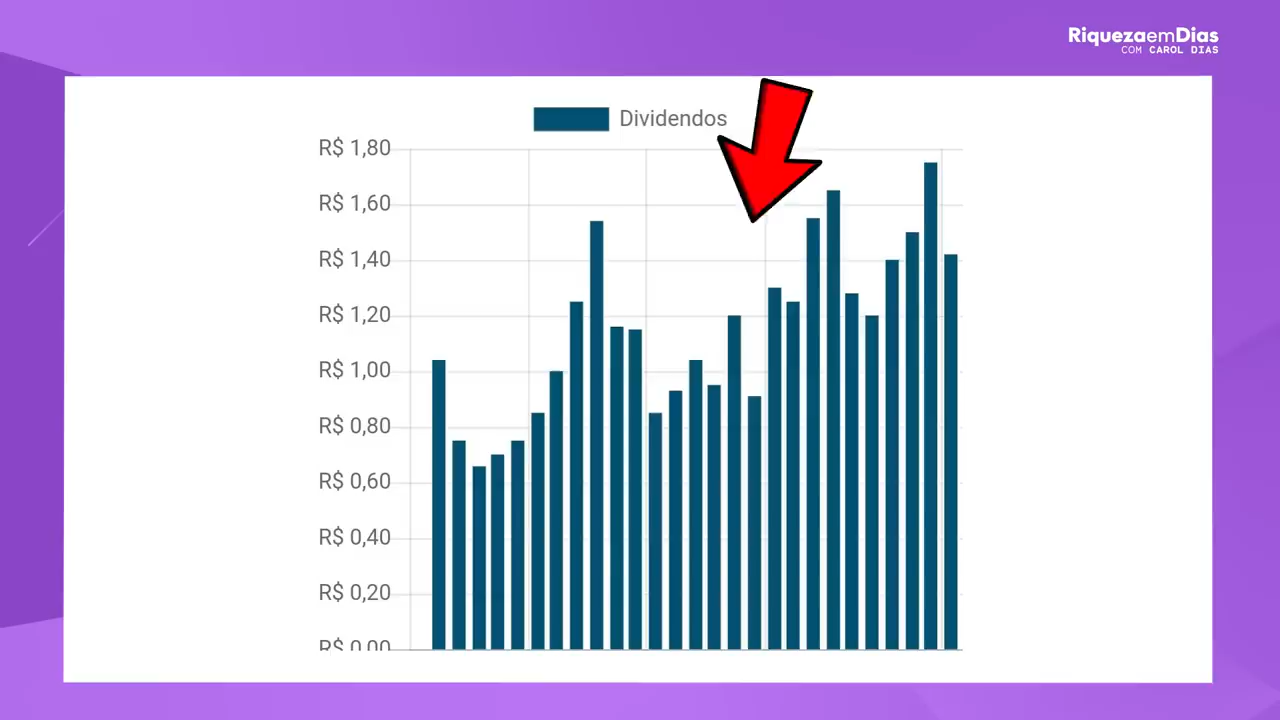 RiquezaemDias
COM CAROL DIAS
Dividendos
R$ 1,80
R$ 1,60
R$ 1,40
R$ 1,20
R$ 1,00
R$ 0,80
R$ 0,60
R$ 0,40
R$ 0,20
R$ 0,00